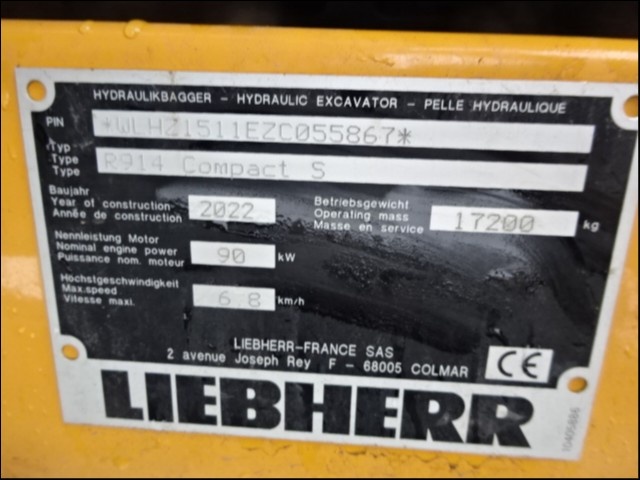 HYDRAULIKBAGGER - HYDRAULIC EXCAVATOR - PELLE HYDRAULIQUE
PIN *WLHZ1511EZC055867*
Typ
Type R914 Compact S
Type
Baujahr
Year of construction 2022
Année de construction
Betriebsgewicht
Operating mass 17200 kg
Masse en service
Nennleistung Motor
Nominal engine power 90 kW
Puissance nom. moteur
Höchstgeschwindigkeit
Max.speed 6.8 km/h
Vitesse maxi.
LIEBHERR-FRANCE SAS
2 avenue Joseph Rey F - 68005 COLMAR
CE
LIEBHERR
10405886